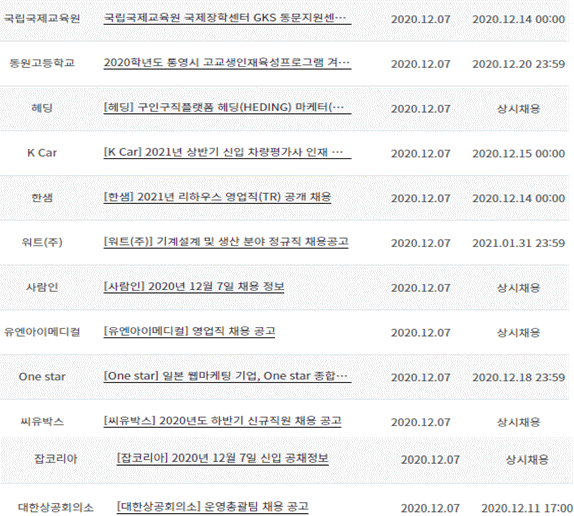 국립국제교육원 국립국제교육원 국제장학센터 GKS 동문지원센… 2020.12.07 2020.12.14 00:00
동원고등학교 2020학년도 통영시 고교생인재육성프로그램 겨… 2020.12.07 2020.12.20 23:59
헤딩 [헤딩] 구인구직플랫폼 헤딩(HEDING) 마케터(… 2020.12.07 상시채용
K Car [K Car] 2021년 상반기 신입 차량평가사 인재 … 2020.12.07 2020.12.15 00:00
한샘 [한샘] 2021년 리하우스 영업직(TR) 공개 채용 2020.12.07 2020.12.14 00:00
워트(주) [워트(주)] 기계설계 및 생산 분야 정규직 채용공고 2020.12.07 2021.01.31 23:59
사람인 [사람인] 2020년 12월 7일 채용 정보 2020.12.07 상시채용
유엔아이메디컬 [유엔아이메디컬] 영업직 채용 공고 2020.12.07 상시채용
One star [One star] 일본 웹마케팅 기업, One star 종합… 2020.12.07 2020.12.18 23:59
씨유박스 [씨유박스] 2020년도 하반기 신규직원 채용 공고 2020.12.07 상시채용
잡코리아 [잡코리아] 2020년 12월 7일 신입 공채정보 2020.12.07 상시채용
대한상공회의소 [대한상공회의소] 운영총괄팀 채용 공고 2020.12.07 2020.12.11 17:00